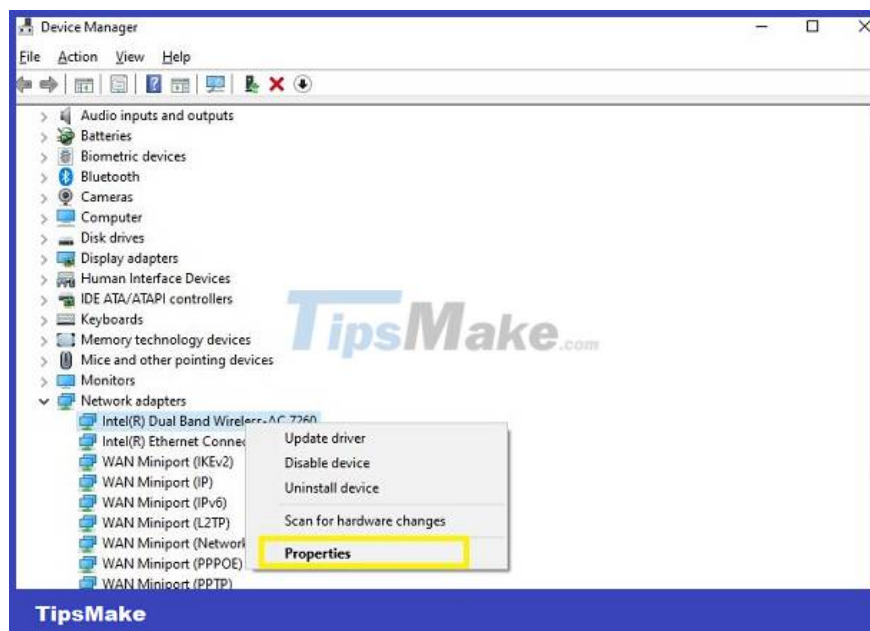 Device Manager
File Action View Help
Audio inputs and outputs
Batteries
Biometric devices
Bluetooth
Cameras
Computer
Disk drives
Display adapters
Human Interface Devices
IDE ATA/ATAPI controllers
Keyboards
Memory technology devices
Mice and other pointing devices
Monitors
Network adapters
Intel(R) Dual Band Wireless-AC 7260
Intel(R) Ethernet Connec
WAN Miniport (IKEv2)
WAN Miniport (IP)
WAN Miniport (IPv6)
WAN Miniport (L2TP)
WAN Miniport (Network
WAN Miniport (PPPOE)
WAN Miniport (PPTP)
Update driver
Disable device
Uninstall device
Scan for hardware changes
Properties
TipsMake.com
TipsMake